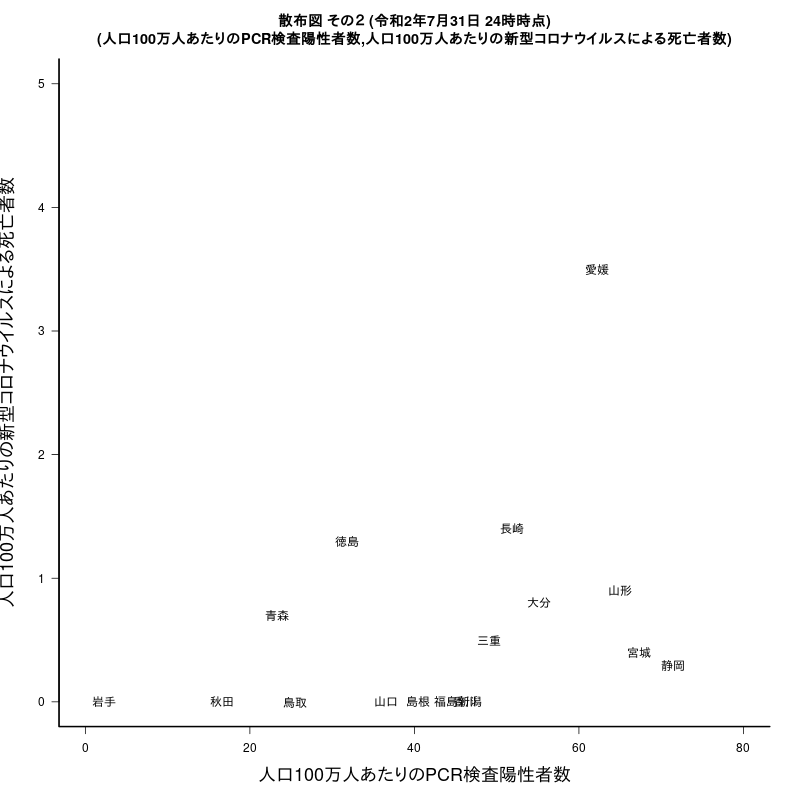 散布図 その２ (令和2年7月31日 24時時点)
(人口100万人あたりのPCR検査陽性者数,人口100万人あたりの新型コロナウイルスによる死亡者数)
人口100万人あたりの新型コロナウイルスによる死亡者数
5
4
愛媛
3
2
長崎
徳島
1
山形
大分
青森
三重
宮城
静岡
0
岩手
秋田
鳥取
山口
島根
福島
新潟
0
20
40
60
80
人口100万人あたりのPCR検査陽性者数